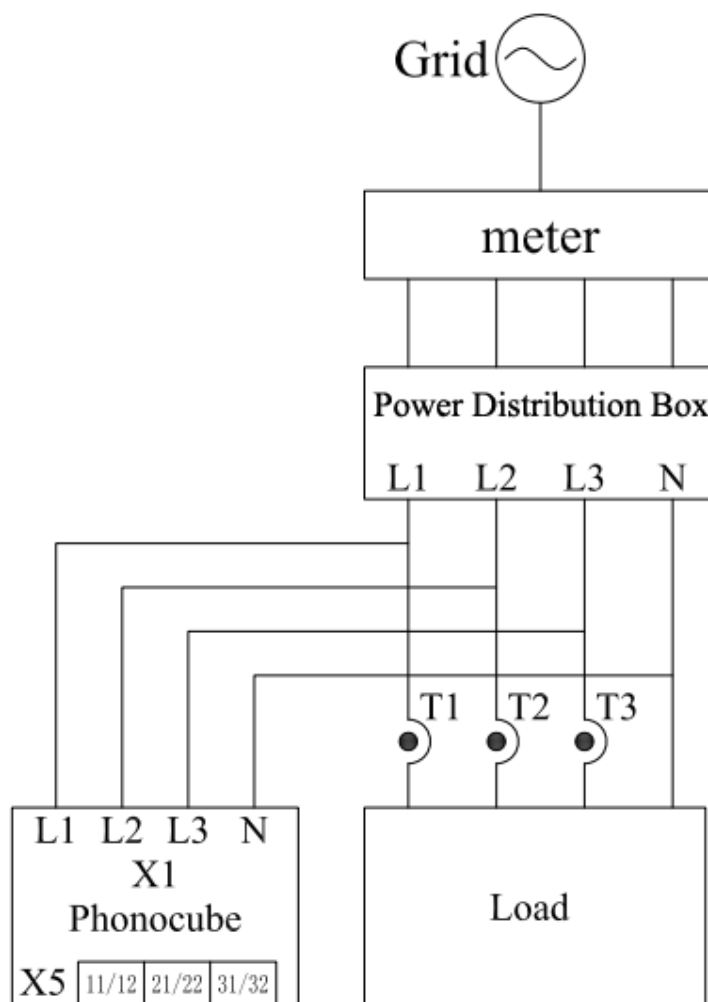 Grid
meter
Power Distribution Box
L1 L2 L3 N
T1 T2 T3
L1 L2 L3 N
X1
Phonocube
Load
X5 11/12 21/22 31/32